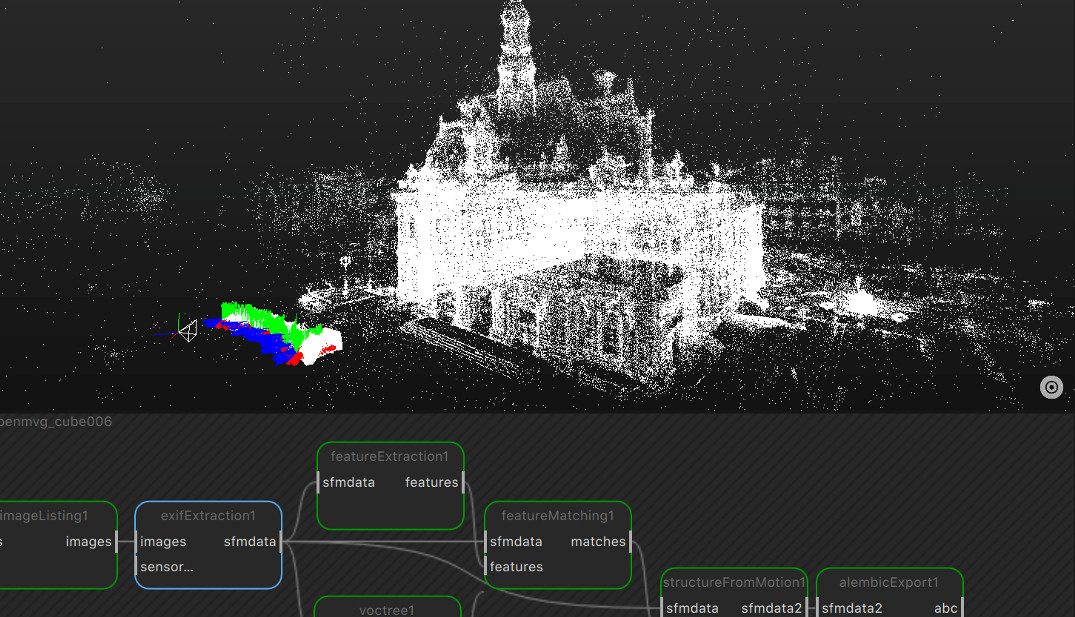 penmvg_cube006
featureExtraction1
sfmdata features
imageListing1
s images
exifExtraction1
images sfmdata
sensor...
featureMatching1
sfmdata matches
features
structureFromMotion1
sfmdata sfmdata2
alembicExport1
sfmdata2 abc
voctree1